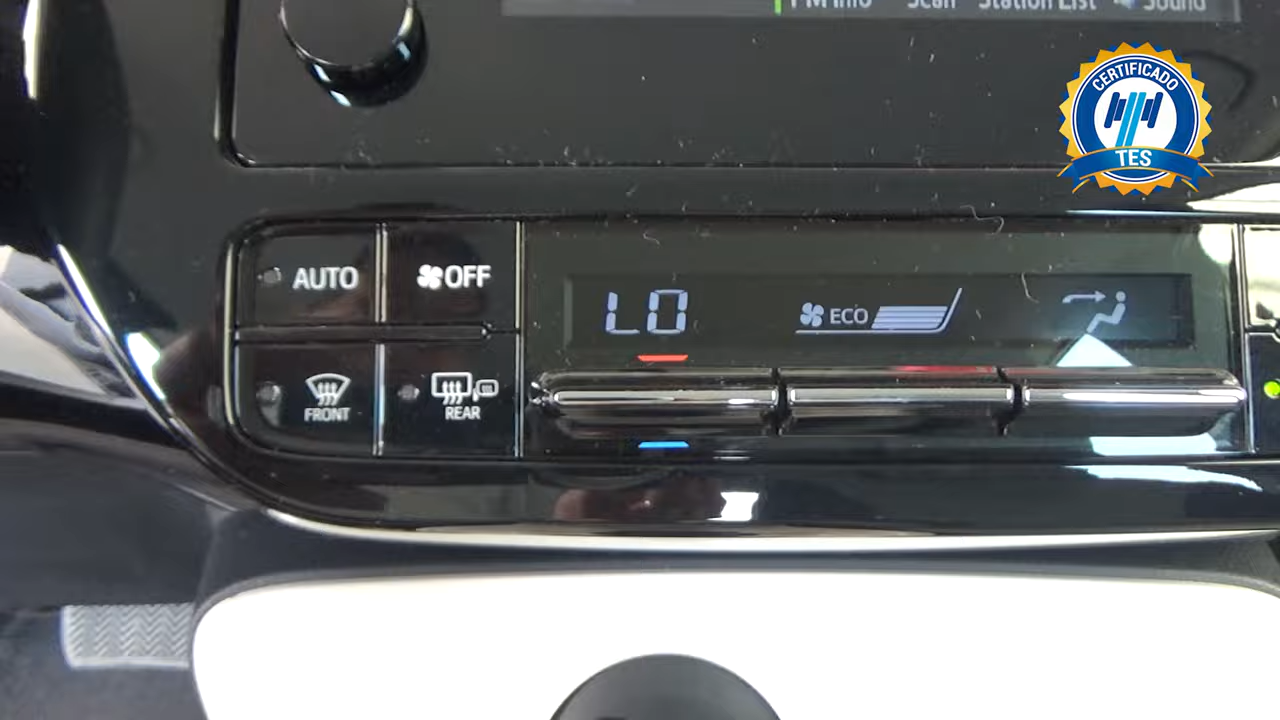 FM Info Scan Station List Sound
CERTIFICADO
TES
AUTO
OFF
LO
ECO
FRONT
REAR